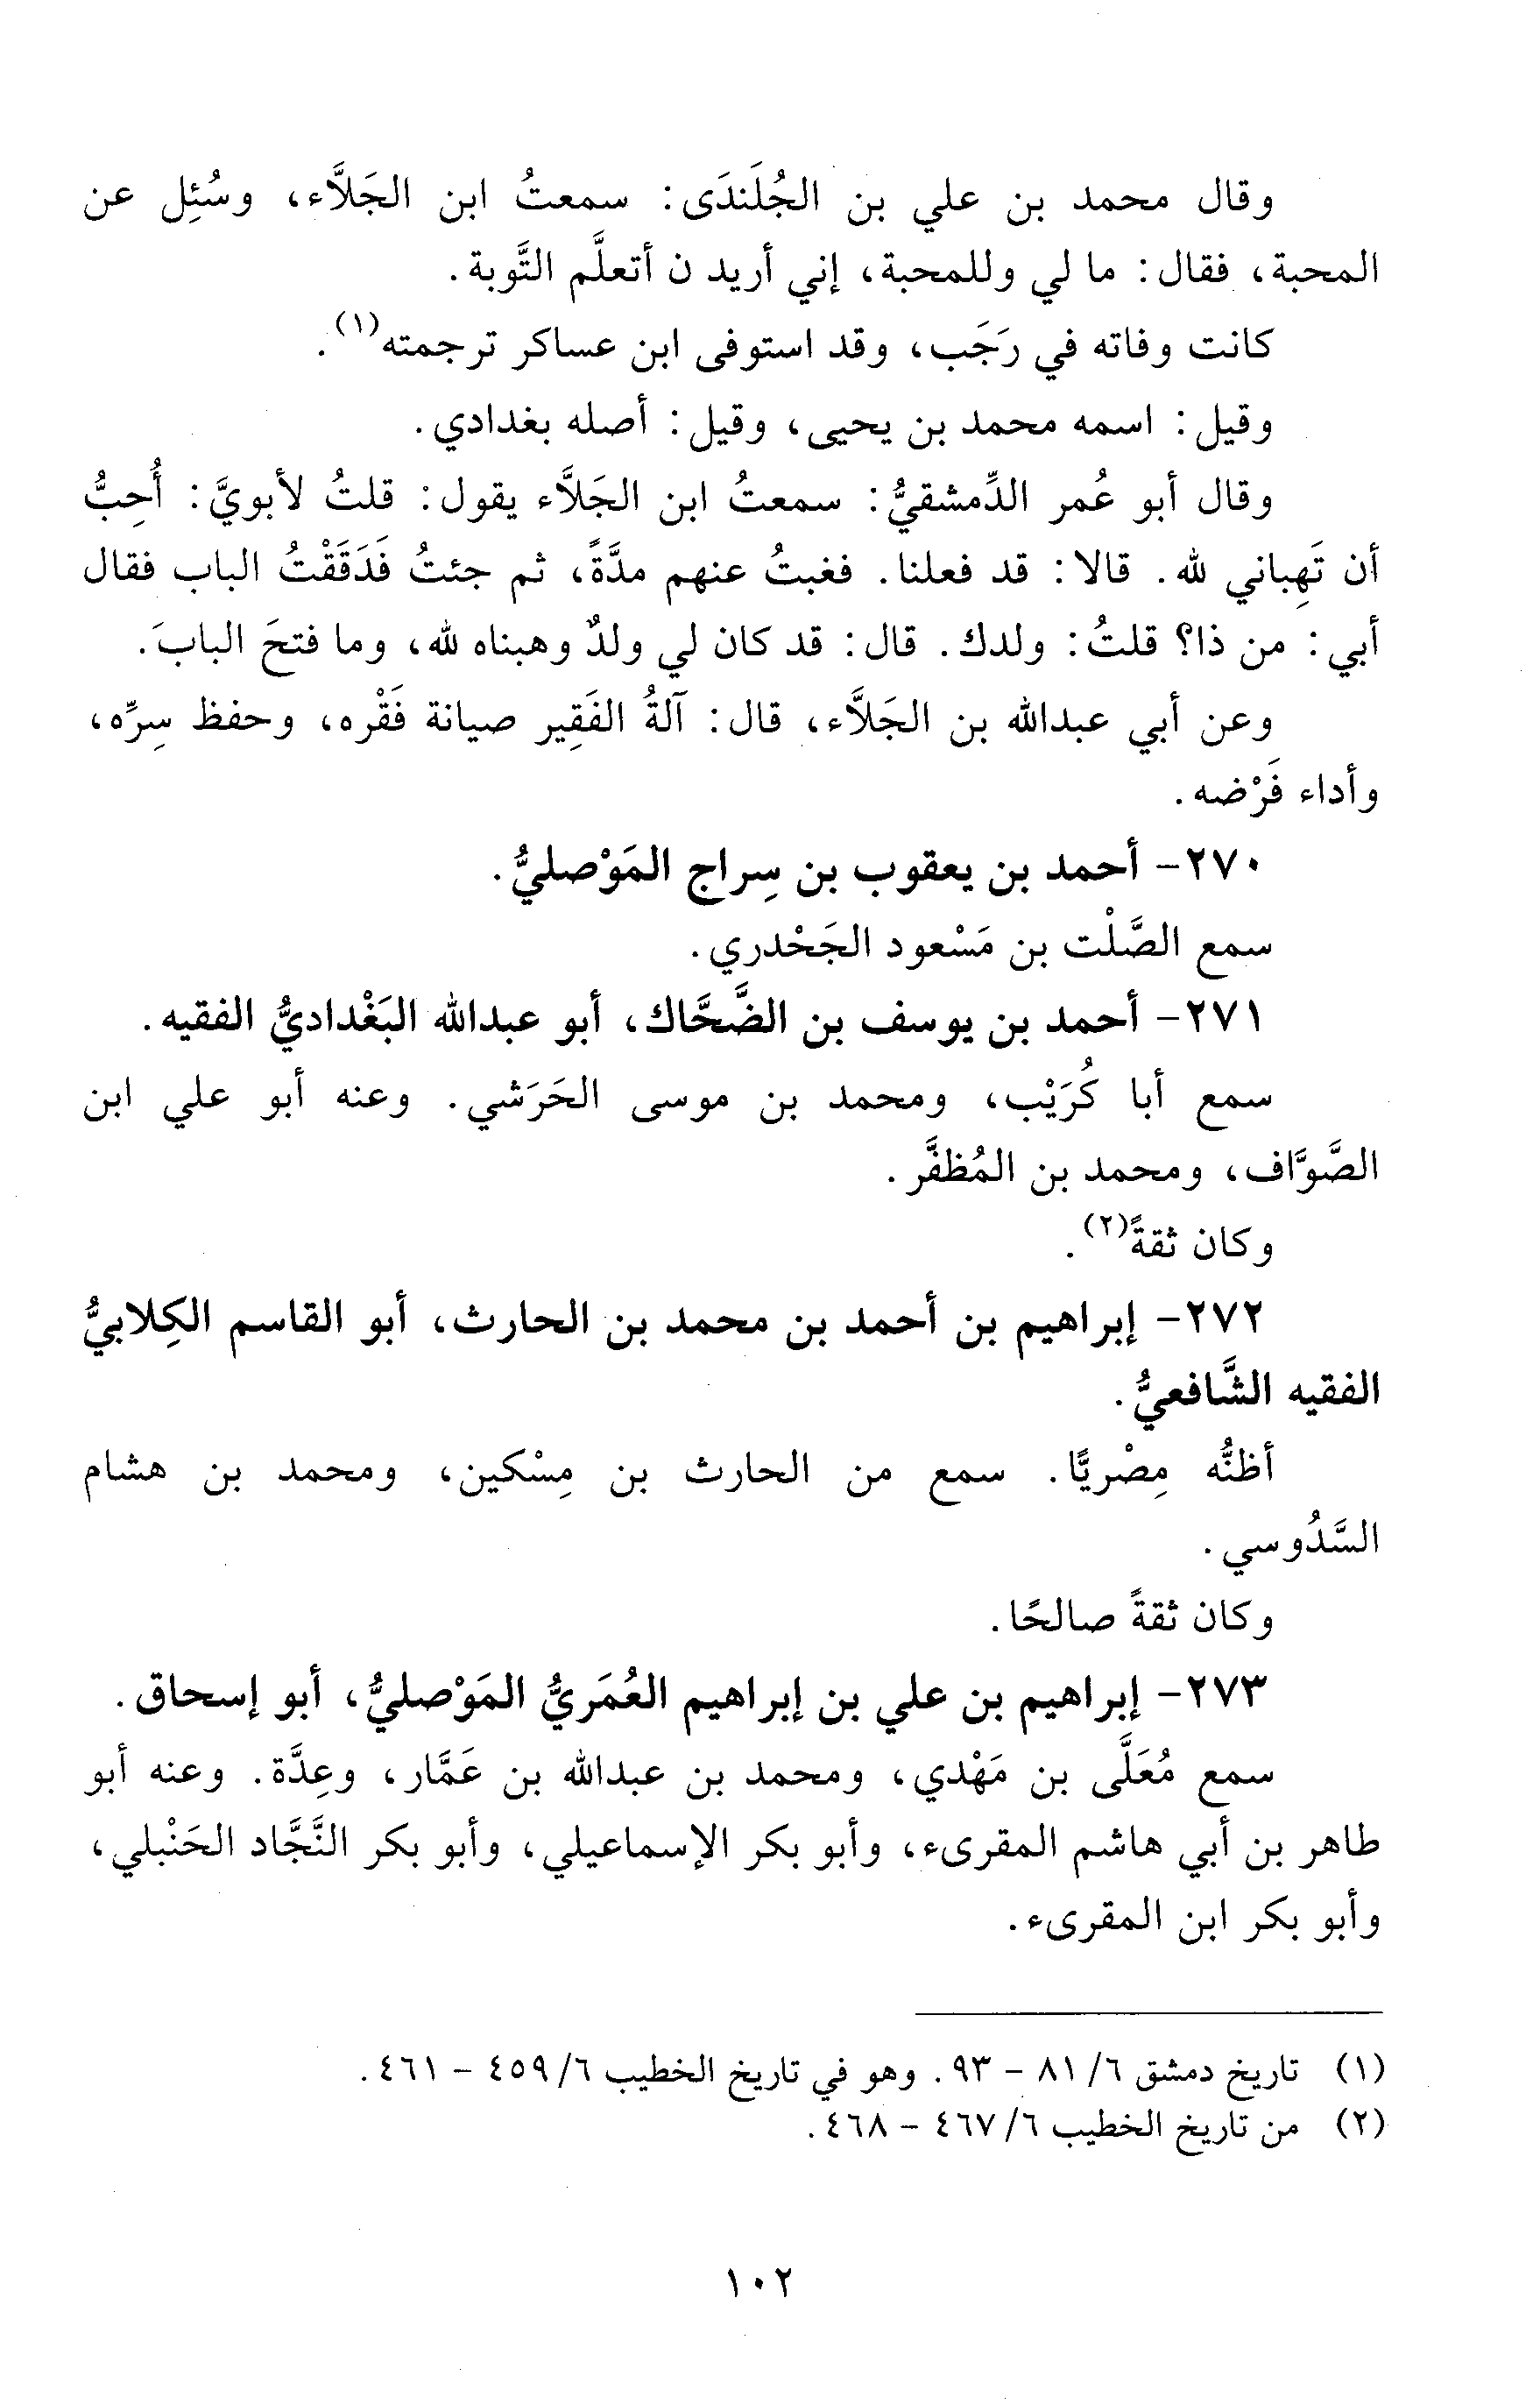 وقال محمد بن علي بن الجُلَندَى: سمعتُ ابن الجَلاَّء، وسُئِل عن
المحبة، فقال: ما لي وللمحبة، إني أريد ن أتعلَّم التَّوبة.
كانت وفاته في رَجَب، وقد استوفى ابن عساكر ترجمته(١).
وقيل: اسمه محمد بن يحيى، وقيل: أصله بغدادي.
وقال أبو عُمر الدِّمشقيُّ: سمعتُ ابن الجَلاَّء يقول: قلتُ لأبويَّ: أُحِبُّ
أن تَهِباني لله. قالا: قد فعلنا. فغبتُ عنهم مدَّةً، ثم جئتُ فَدَقَقْتُ الباب فقال
أبي: من ذا؟ قلتُ: ولدك. قال: قد كان لي ولدٌ وهبناه لله، وما فتحَ البابَ.
وعن أبي عبدالله بن الجَلاَّء، قال: آلةُ الفَقِير صيانة فَقْره، وحفظ سِرِّه،
وأداء فَرْضه.
٢٧٠- أحمد بن يعقوب بن سِراج المَوْصليُّ.
سمع الصَّلْت بن مَسْعود الجَحْدري.
٢٧١- أحمد بن يوسف بن الضَّحَّاك، أبو عبدالله البَغْداديُّ الفقيه.
سمع أبا كُرَيْب، ومحمد بن موسى الحَرَشي. وعنه أبو علي ابن
الصَّوَّاف، ومحمد بن المُظفَّر.
وكان ثقةً(٢).
٢٧٢- إبراهيم بن أحمد بن محمد بن الحارث، أبو القاسم الكِلابيُّ
الفقيه الشَّافعيُّ.
أظنُّه مِصْريًّا. سمع من الحارث بن مِسْكين، ومحمد بن هشام
السَّدُوسي.
وكان ثقةً صالحًا.
٢٧٣- إبراهيم بن علي بن إبراهيم العُمَريُّ المَوْصليُّ، أبو إسحاق.
سمع مُعَلَّى بن مَهْدي، ومحمد بن عبدالله بن عَمَّار، وعِدَّة. وعنه أبو
طاهر بن أبي هاشم المقرىء، وأبو بكر الإسماعيلي، وأبو بكر النَّجَّاد الحَنْبلي،
وأبو بكر ابن المقرىء.
(١) تاريخ دمشق ٦/ ٨١ - ٩٣. وهو في تاريخ الخطيب ٦/ ٤٥٩ - ٤٦١.
(٢) من تاريخ الخطيب ٦/ ٤٦٧ - ٤٦٨.
١٠٢